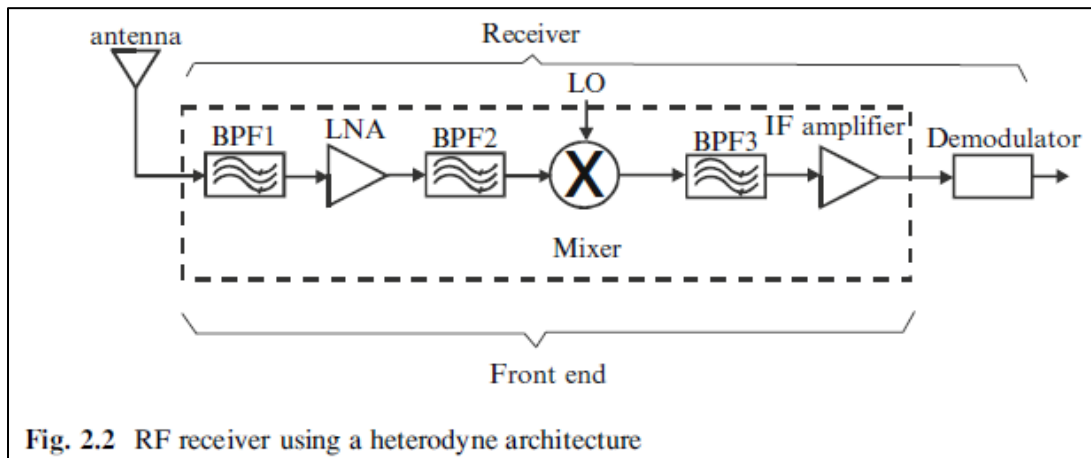 antenna
Receiver
LO
BPF1
LNA
BPF2
X
BPF3
IF amplifier
Demodulator
Mixer
Front end
Fig. 2.2 RF receiver using a heterodyne architecture